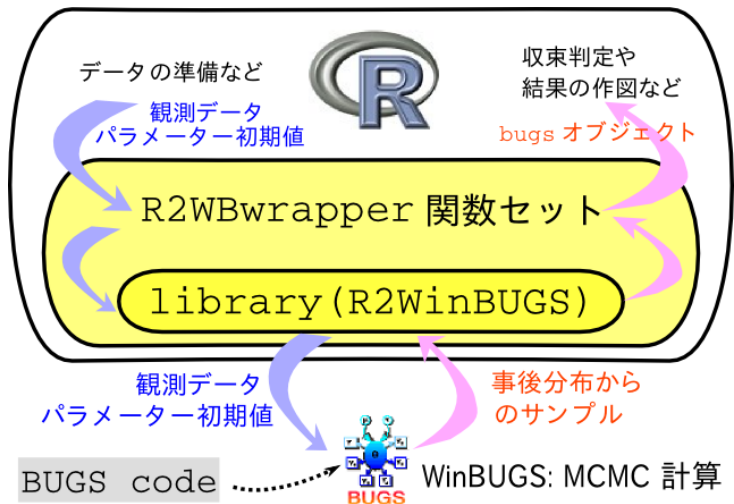 データの準備など
観測データ
パラメーター初期値
R
収束判定や
結果の作図など
bugs オブジェクト
R2WBwrapper 関数セット
library(R2WinBUGS)
観測データ
パラメーター初期値
事後分布から
のサンプル
BUGS code
BUGS
WinBUGS: MCMC 計算